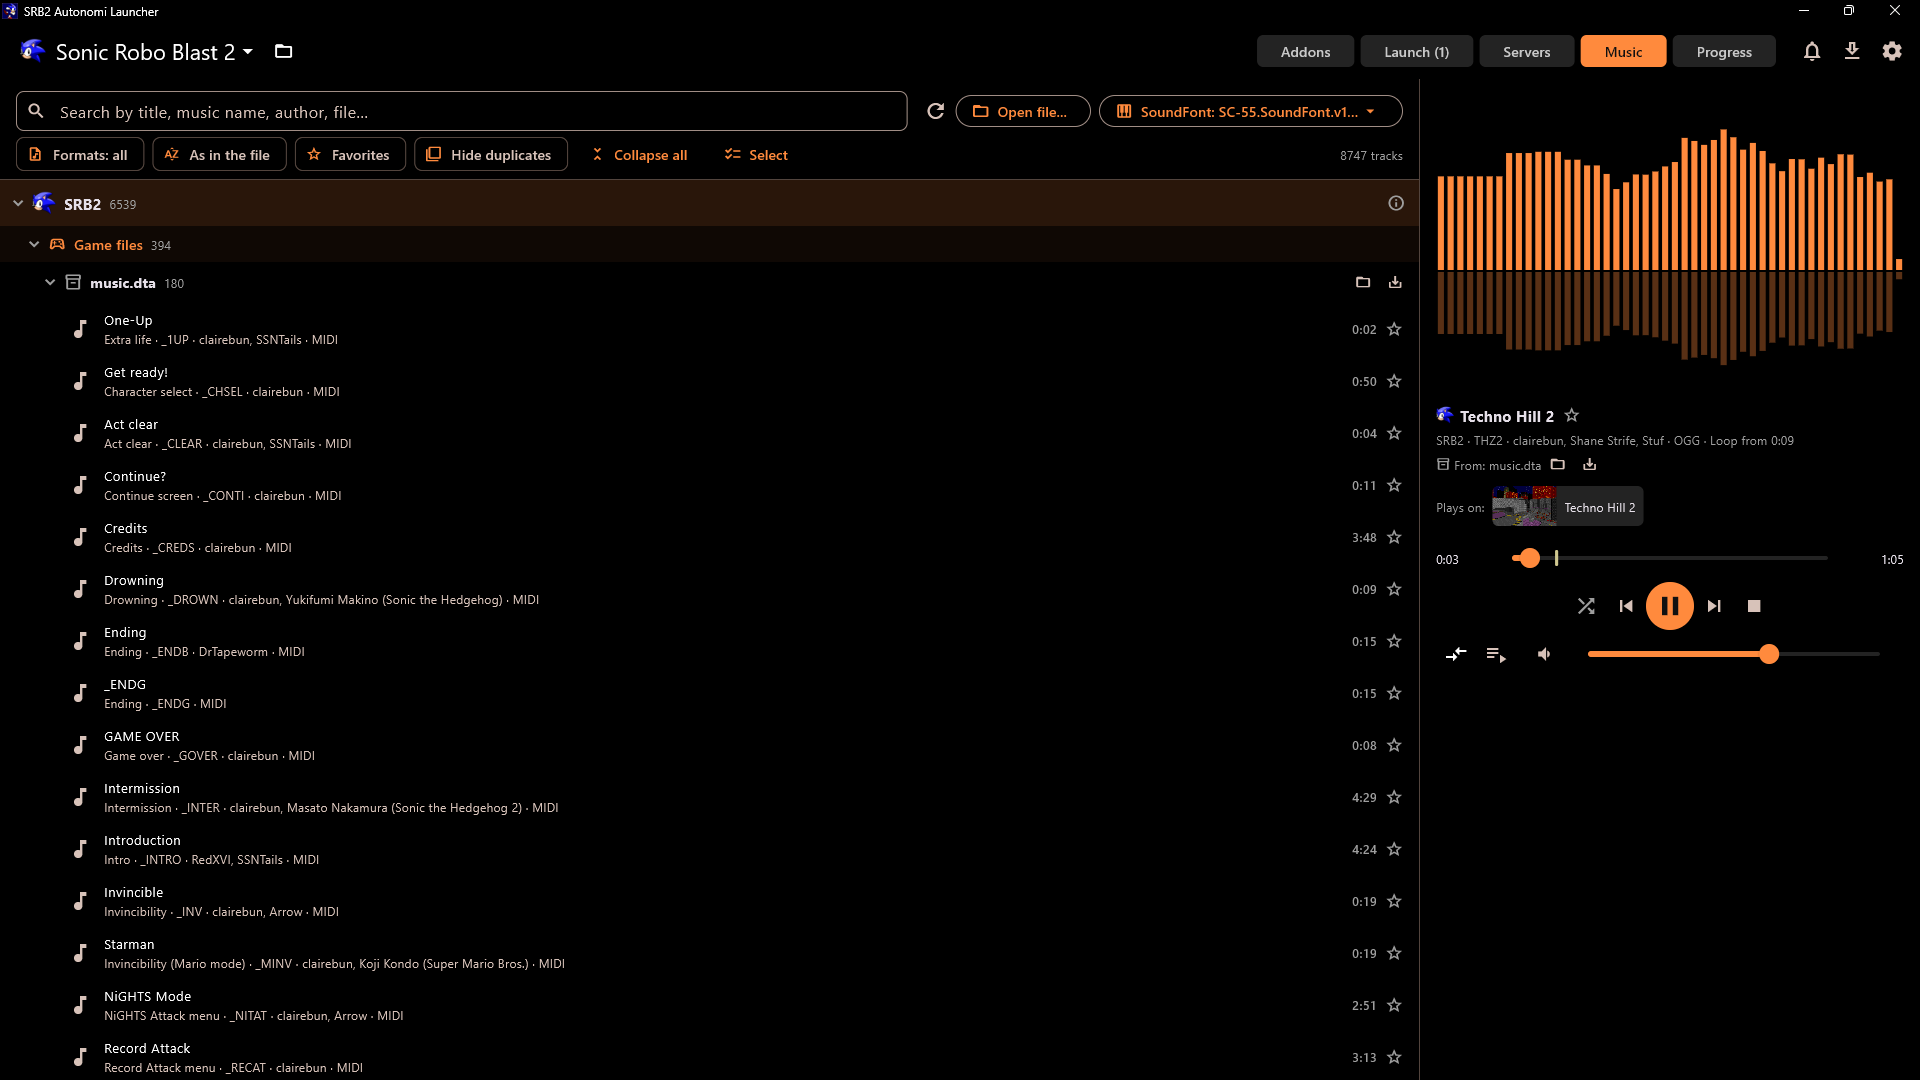 SRB2 Autonomi Launcher
Sonic Robo Blast 2
Addons
Launch (1)
Servers
Music
Progress
Search by title, music name, author, file...
Open file...
SoundFont: SC-55.SoundFont.v1...
Formats: all
As in the file
Favorites
Hide duplicates
Collapse all
Select
8747 tracks
SRB2 6539
Game files 394
music.dta 180
One-Up
Extra life · _1UP · clairebun, SSNTails · MIDI
0:02
Get ready!
Character select · _CHSEL · clairebun · MIDI
0:50
Act clear
Act clear · _CLEAR · clairebun, SSNTails · MIDI
0:04
Continue?
Continue screen · _CONTI · clairebun · MIDI
0:11
Credits
Credits · _CREDS · clairebun · MIDI
3:48
Drowning
Drowning · _DROWN · clairebun, Yukifumi Makino (Sonic the Hedgehog) · MIDI
0:09
Ending
Ending · _ENDB · DrTapeworm · MIDI
0:15
_ENDG
Ending · _ENDG · MIDI
0:15
GAME OVER
Game over · _GOVER · clairebun · MIDI
0:08
Intermission
Intermission · _INTER · clairebun, Masato Nakamura (Sonic the Hedgehog 2) · MIDI
4:29
Introduction
Intro · _INTRO · RedXVI, SSNTails · MIDI
4:24
Invincible
Invincibility · _INV · clairebun, Arrow · MIDI
0:19
Starman
Invincibility (Mario mode) · _MINV · clairebun, Koji Kondo (Super Mario Bros.) · MIDI
0:19
NiGHTS Mode
NiGHTS Attack menu · _NITAT · clairebun, Arrow · MIDI
2:51
Record Attack
Record Attack menu · _RECAT · clairebun · MIDI
3:13
Techno Hill 2
SRB2 · THZ2 · clairebun, Shane Strife, Stuf · OGG · Loop from 0:09
From: music.dta
Plays on:
Techno Hill 2
0:03
1:05